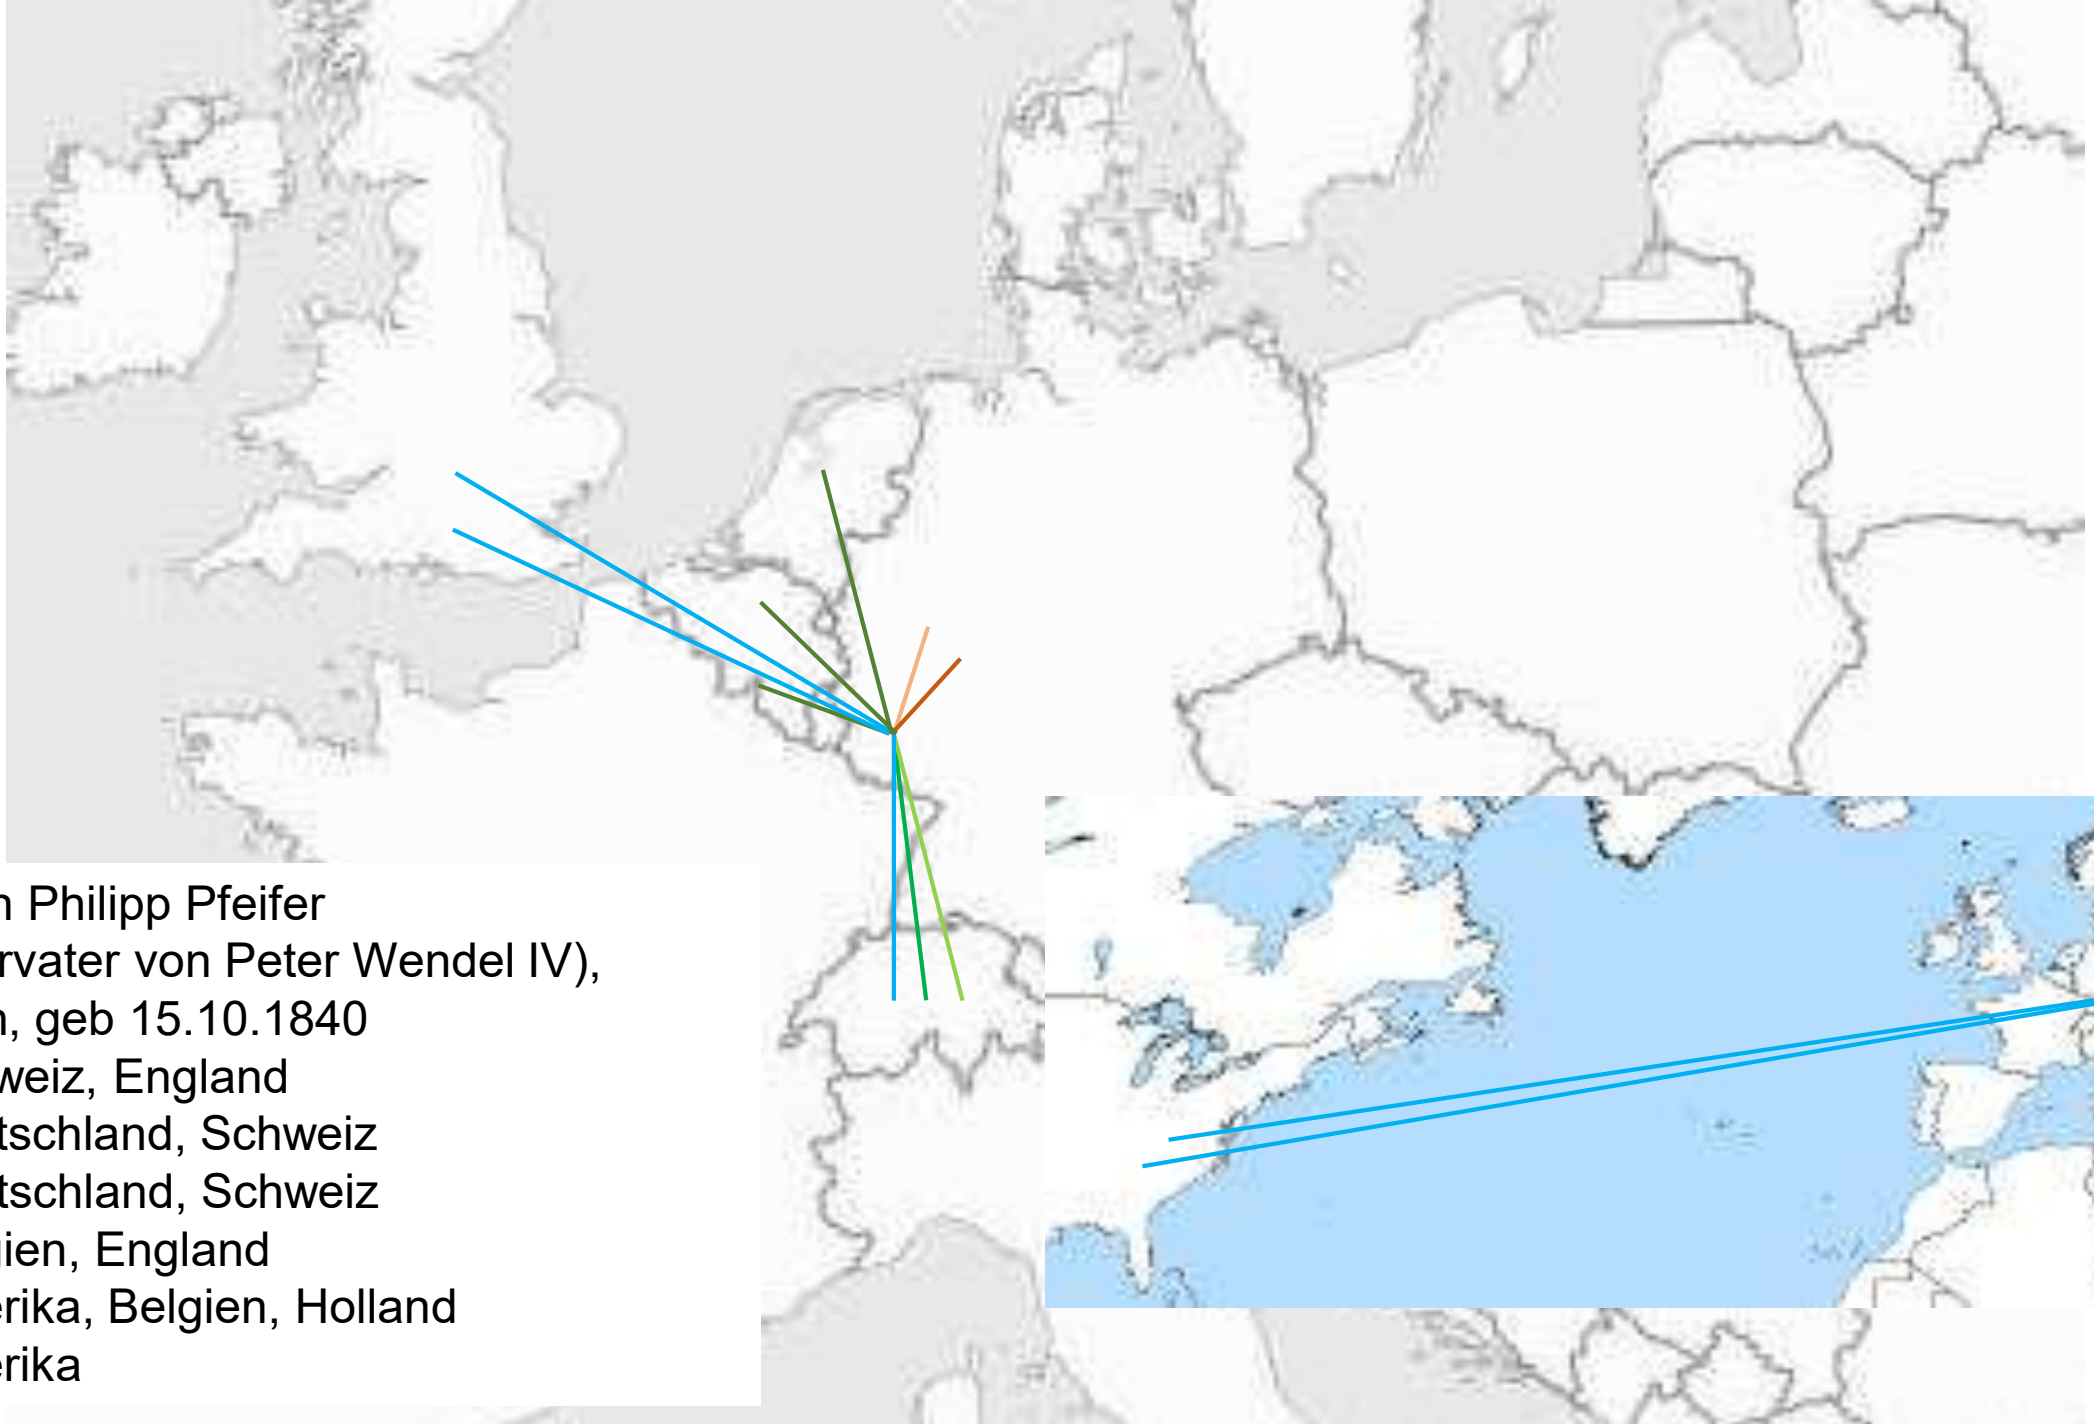 n Philipp Pfeifer
rvater von Peter Wendel IV),
n, geb 15.10.1840
weiz, England
tschland, Schweiz
tschland, Schweiz
gien, England
erika, Belgien, Holland
erika